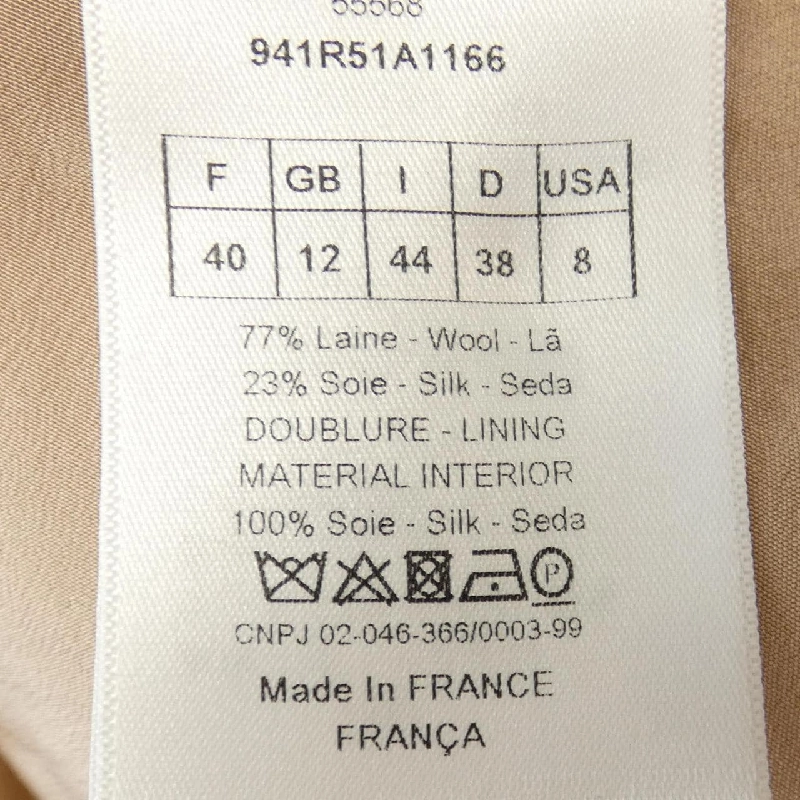 55568
941R51A1166
F GB I D USA
40 12 44 38 8
77% Laine - Wool - Lã
23% Soie - Silk - Seda
DOUBLURE - LINING
MATERIAL INTERIOR
100% Soie - Silk - Seda
P
CNPJ 02-046-366/0003-99
Made In FRANCE
FRANÇA